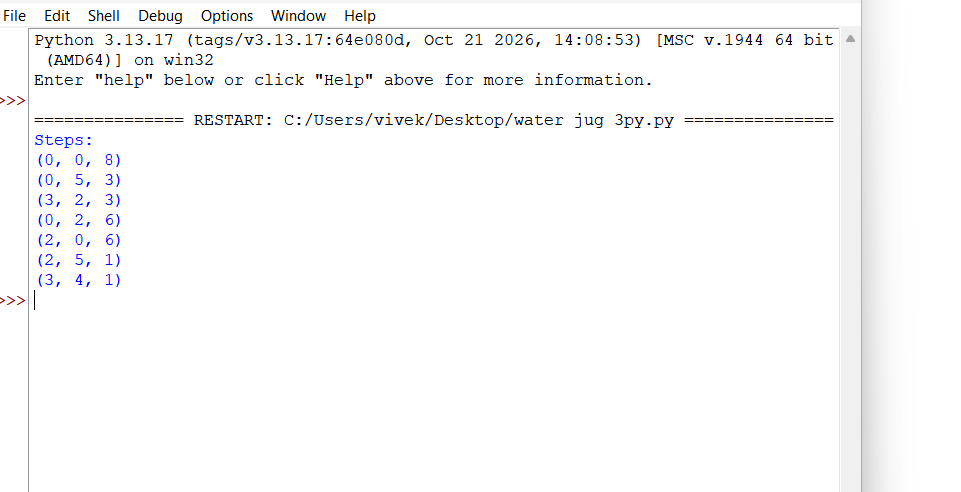 File Edit Shell Debug Options Window Help
Python 3.13.17 (tags/v3.13.17:64e080d, Oct 21 2026, 14:08:53) [MSC v.1944 64 bit
(AMD64)] on win32
Enter "help" below or click "Help" above for more information.
>>>
=============== RESTART: C:/Users/vivek/Desktop/water jug 3py.py ===============
Steps:
(0, 0, 8)
(0, 5, 3)
(3, 2, 3)
(0, 2, 6)
(2, 0, 6)
(2, 5, 1)
(3, 4, 1)
>>>